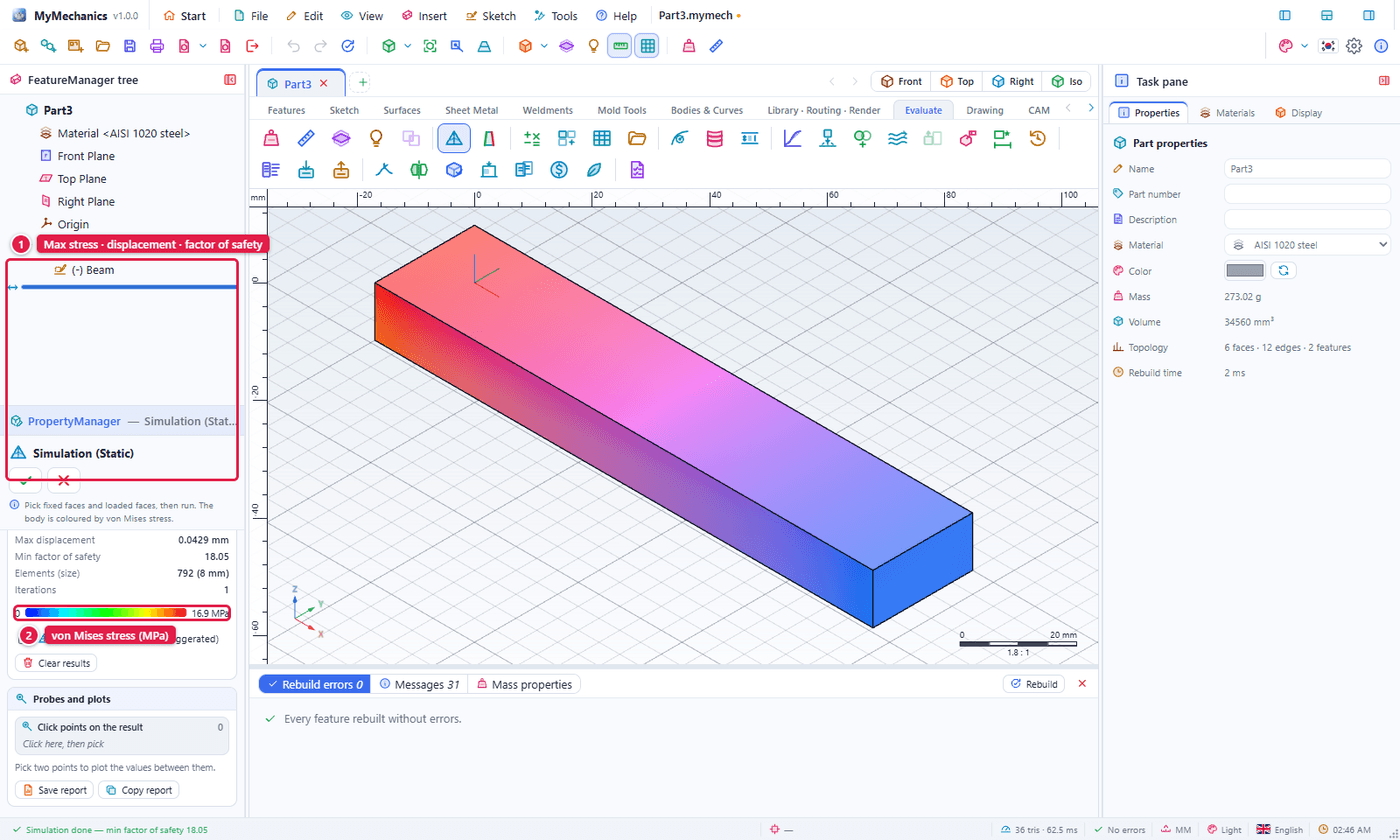 MyMechanics v1.0.0
Start
File
Edit
View
Insert
Sketch
Tools
Help
Part3.mymech
FeatureManager tree
Part3
Material <AISI 1020 steel>
Front Plane
Top Plane
Right Plane
Origin
1 Max stress · displacement · factor of safety
(-) Beam
PropertyManager — Simulation (Stat...
Simulation (Static)
Pick fixed faces and loaded faces, then run. The
body is coloured by von Mises stress.
Max displacement 0.0429 mm
Min factor of safety 18.05
Elements (size) 792 (8 mm)
Iterations 1
0 16.9 MPa
2 von Mises stress (MPa) ggerated)
Clear results
Probes and plots
Click points on the result 0
Click here, then pick
Pick two points to plot the values between them.
Save report
Copy report
Part3
Front
Top
Right
Iso
Features
Sketch
Surfaces
Sheet Metal
Weldments
Mold Tools
Bodies & Curves
Library · Routing · Render
Evaluate
Drawing
CAM
mm -20 0 20 40 60 80 100
0
-20
-40
-60
Z
Y
X
0 20 mm
1.8 : 1
Rebuild errors 0
Messages 31
Mass properties
Rebuild
Every feature rebuilt without errors.
Task pane
Properties
Materials
Display
Part properties
Name Part3
Part number
Description
Material AISI 1020 steel
Color
Mass 273.02 g
Volume 34560 mm³
Topology 6 faces · 12 edges · 2 features
Rebuild time 2 ms
Simulation done — min factor of safety 18.05
—
36 tris · 62.5 ms
No errors
MM
Light
English
02:46 AM